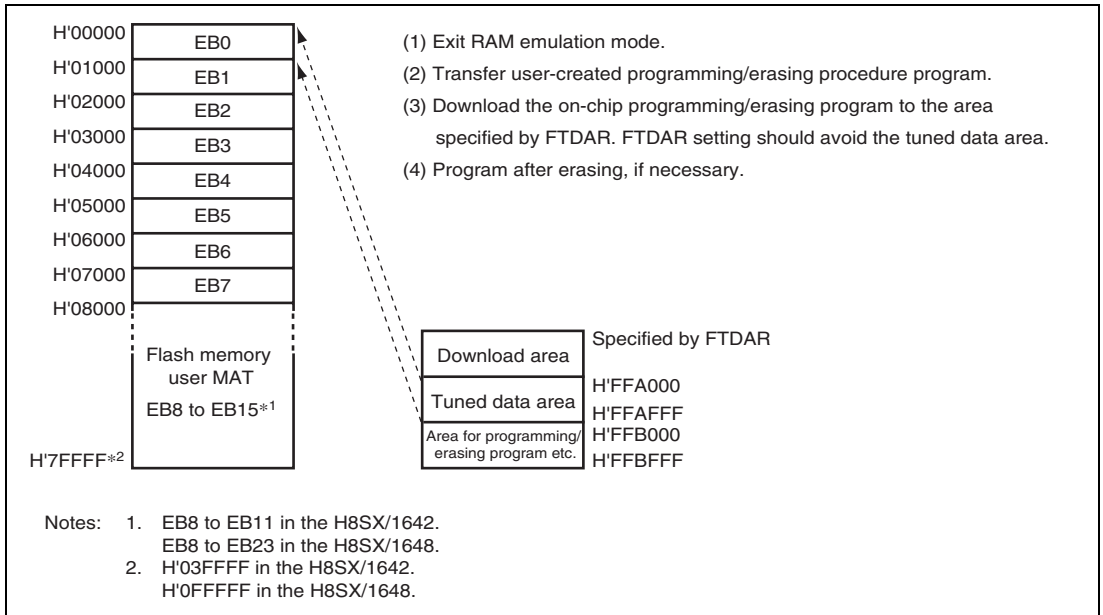 H'00000
EB0
H'01000
EB1
H'02000
EB2
H'03000
EB3
H'04000
EB4
H'05000
EB5
H'06000
EB6
H'07000
EB7
H'08000
Flash memory
user MAT
EB8 to EB15*1
H'7FFFF*2
(1) Exit RAM emulation mode.
(2) Transfer user-created programming/erasing procedure program.
(3) Download the on-chip programming/erasing program to the area
specified by FTDAR. FTDAR setting should avoid the tuned data area.
(4) Program after erasing, if necessary.
Download area
Specified by FTDAR
Tuned data area
H'FFA000
H'FFAFFF
Area for programming/
erasing program etc.
H'FFB000
H'FFBFFF
Notes: 1. EB8 to EB11 in the H8SX/1642.
EB8 to EB23 in the H8SX/1648.
2. H'03FFFF in the H8SX/1642.
H'0FFFFF in the H8SX/1648.